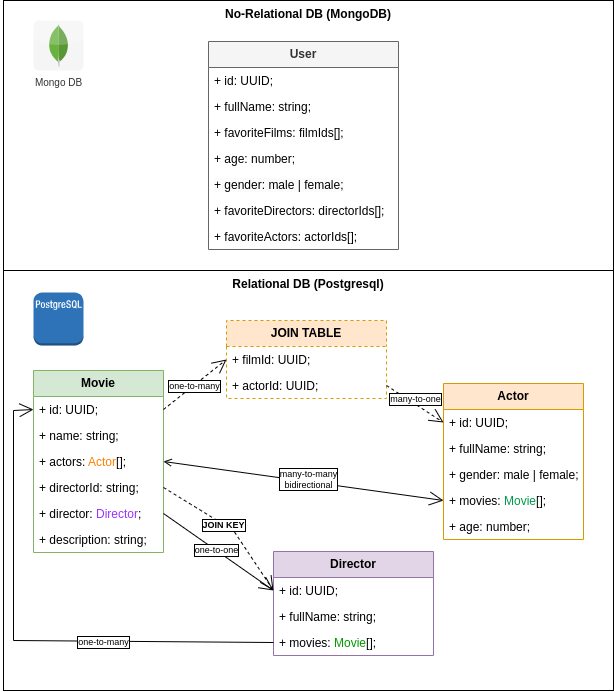 No-Relational DB (MongoDB)
Mongo DB
User
+ id: UUID;
+ fullName: string;
+ favoriteFilms: filmIds[];
+ age: number;
+ gender: male | female;
+ favoriteDirectors: directorIds[];
+ favoriteActors: actorIds[];
Relational DB (Postgresql)
PostgreSQL
JOIN TABLE
+ filmId: UUID;
+ actorId: UUID;
one-to-many
many-to-one
Movie
+ id: UUID;
+ name: string;
+ actors: Actor[];
+ directorId: string;
+ director: Director;
+ description: string;
Actor
+ id: UUID;
+ fullName: string;
+ gender: male | female;
+ movies: Movie[];
+ age: number;
many-to-many
bidirectional
JOIN KEY
one-to-one
Director
+ id: UUID;
+ fullName: string;
+ movies: Movie[];
one-to-many